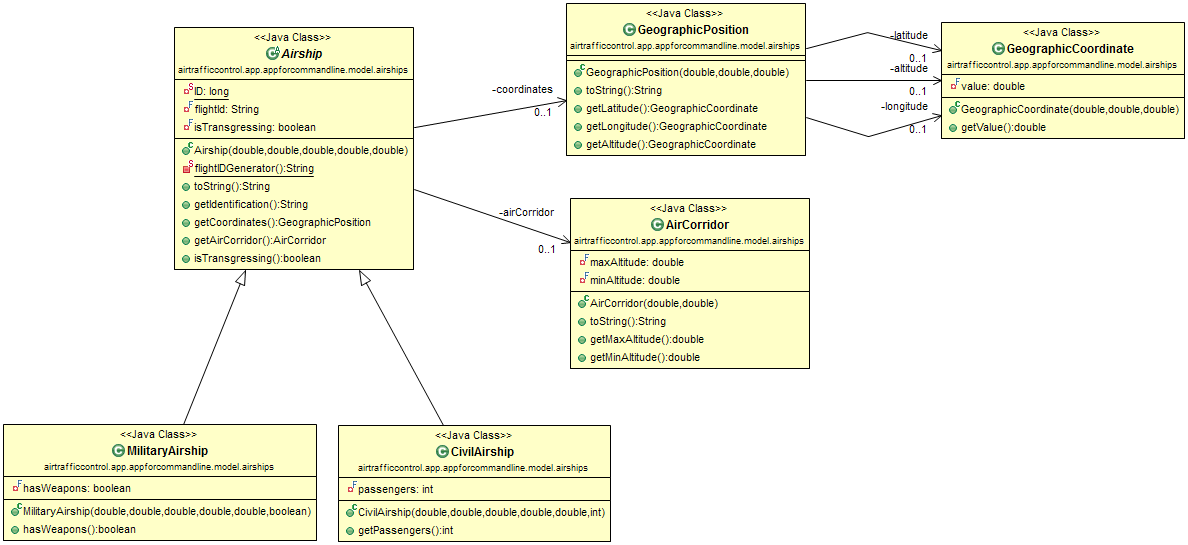 <<Java Class>>
Airship
airtrafficcontrol.app.appforcommandline.model.airships
ID: long
flightId: String
isTransgressing: boolean
Airship(double,double,double,double,double)
flightIDGenerator():String
toString():String
getIdentification():String
getCoordinates():GeographicPosition
getAirCorridor():AirCorridor
isTransgressing():boolean
-coordinates
0..1
<<Java Class>>
GeographicPosition
airtrafficcontrol.app.appforcommandline.model.airships
GeographicPosition(double,double,double)
toString():String
getLatitude():GeographicCoordinate
getLongitude():GeographicCoordinate
getAltitude():GeographicCoordinate
-latitude
0..1
-altitude
0..1
-longitude
0..1
<<Java Class>>
GeographicCoordinate
airtrafficcontrol.app.appforcommandline.model.airships
value: double
GeographicCoordinate(double,double,double)
getValue():double
-airCorridor
0..1
<<Java Class>>
AirCorridor
airtrafficcontrol.app.appforcommandline.model.airships
maxAltitude: double
minAltitude: double
AirCorridor(double,double)
toString():String
getMaxAltitude():double
getMinAltitude():double
<<Java Class>>
MilitaryAirship
airtrafficcontrol.app.appforcommandline.model.airships
hasWeapons: boolean
MilitaryAirship(double,double,double,double,double,boolean)
hasWeapons():boolean
<<Java Class>>
CivilAirship
airtrafficcontrol.app.appforcommandline.model.airships
passengers: int
CivilAirship(double,double,double,double,double,int)
getPassengers():int